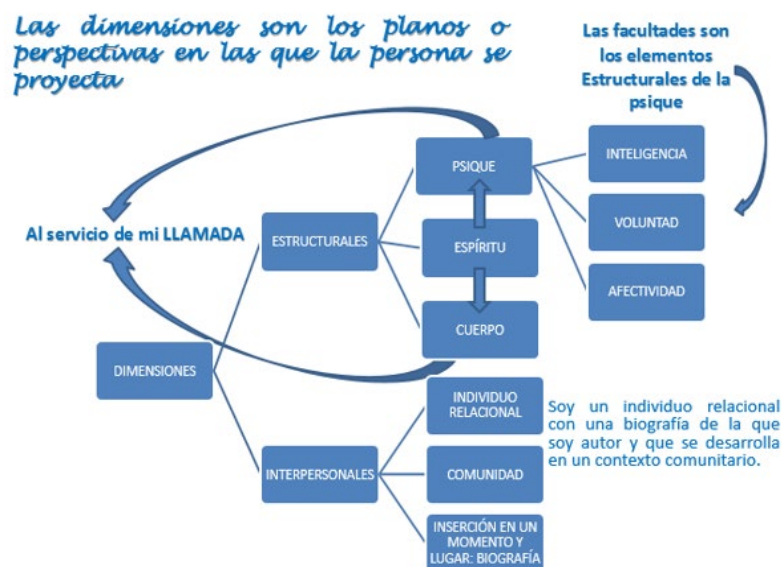 Las dimensiones son los planos o
perspectivas en las que la persona se
proyecta
Las facultades son
los elementos
Estructurales de la
psique
PSIQUE
INTELIGENCIA
Al servicio de mi LLAMADA
ESTRUCTURALES
ESPÍRITU
VOLUNTAD
AFECTIVIDAD
CUERPO
DIMENSIONES
INDIVIDUO
RELACIONAL
Soy un individuo relacional
con una biografía de la que
soy autor y que se desarrolla
en un contexto comunitario.
INTERPERSONALES
COMUNIDAD
INSERCIÓN EN UN
MOMENTO Y
LUGAR: BIOGRAFÍA